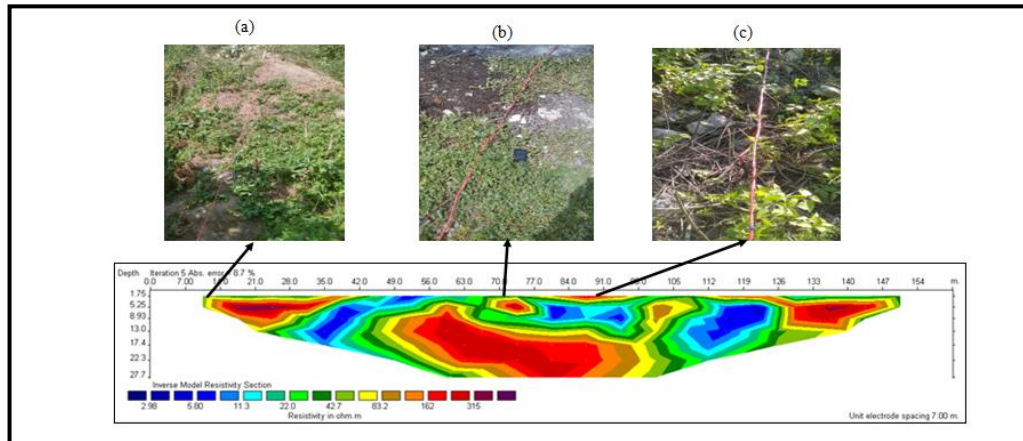 (a)
(b)
(c)
Depth Iteration 5 Abs. error = 8.7 %
0.0 7.00 14.0 21.0 28.0 35.0 42.0 49.0 56.0 63.0 70.0 77.0 84.0 91.0 98.0 105 112 119 126 133 140 147 154 m.
1.75
5.25
8.93
13.0
17.4
22.3
27.7
Inverse Model Resistivity Section
2.98 5.80 11.3 22.0 42.7 83.2 162 315
Resistivity in ohm.m
Unit electrode spacing 7.00 m.